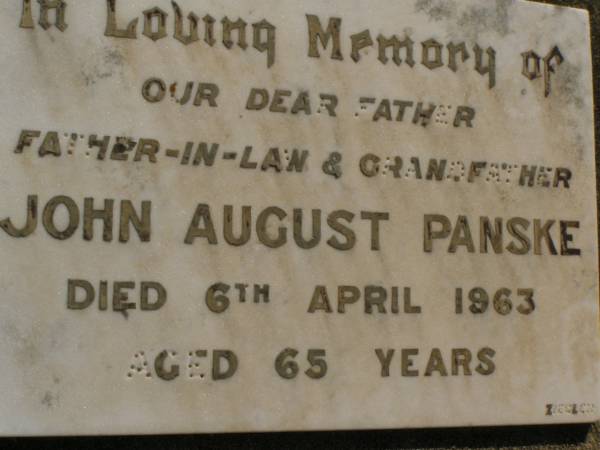 In Loving Memory of
OUR DEAR FATHER
FATHER-IN-LAW & GRANDFATHER
JOHN AUGUST PANSKE
DIED 6TH APRIL 1963
AGED 65 YEARS